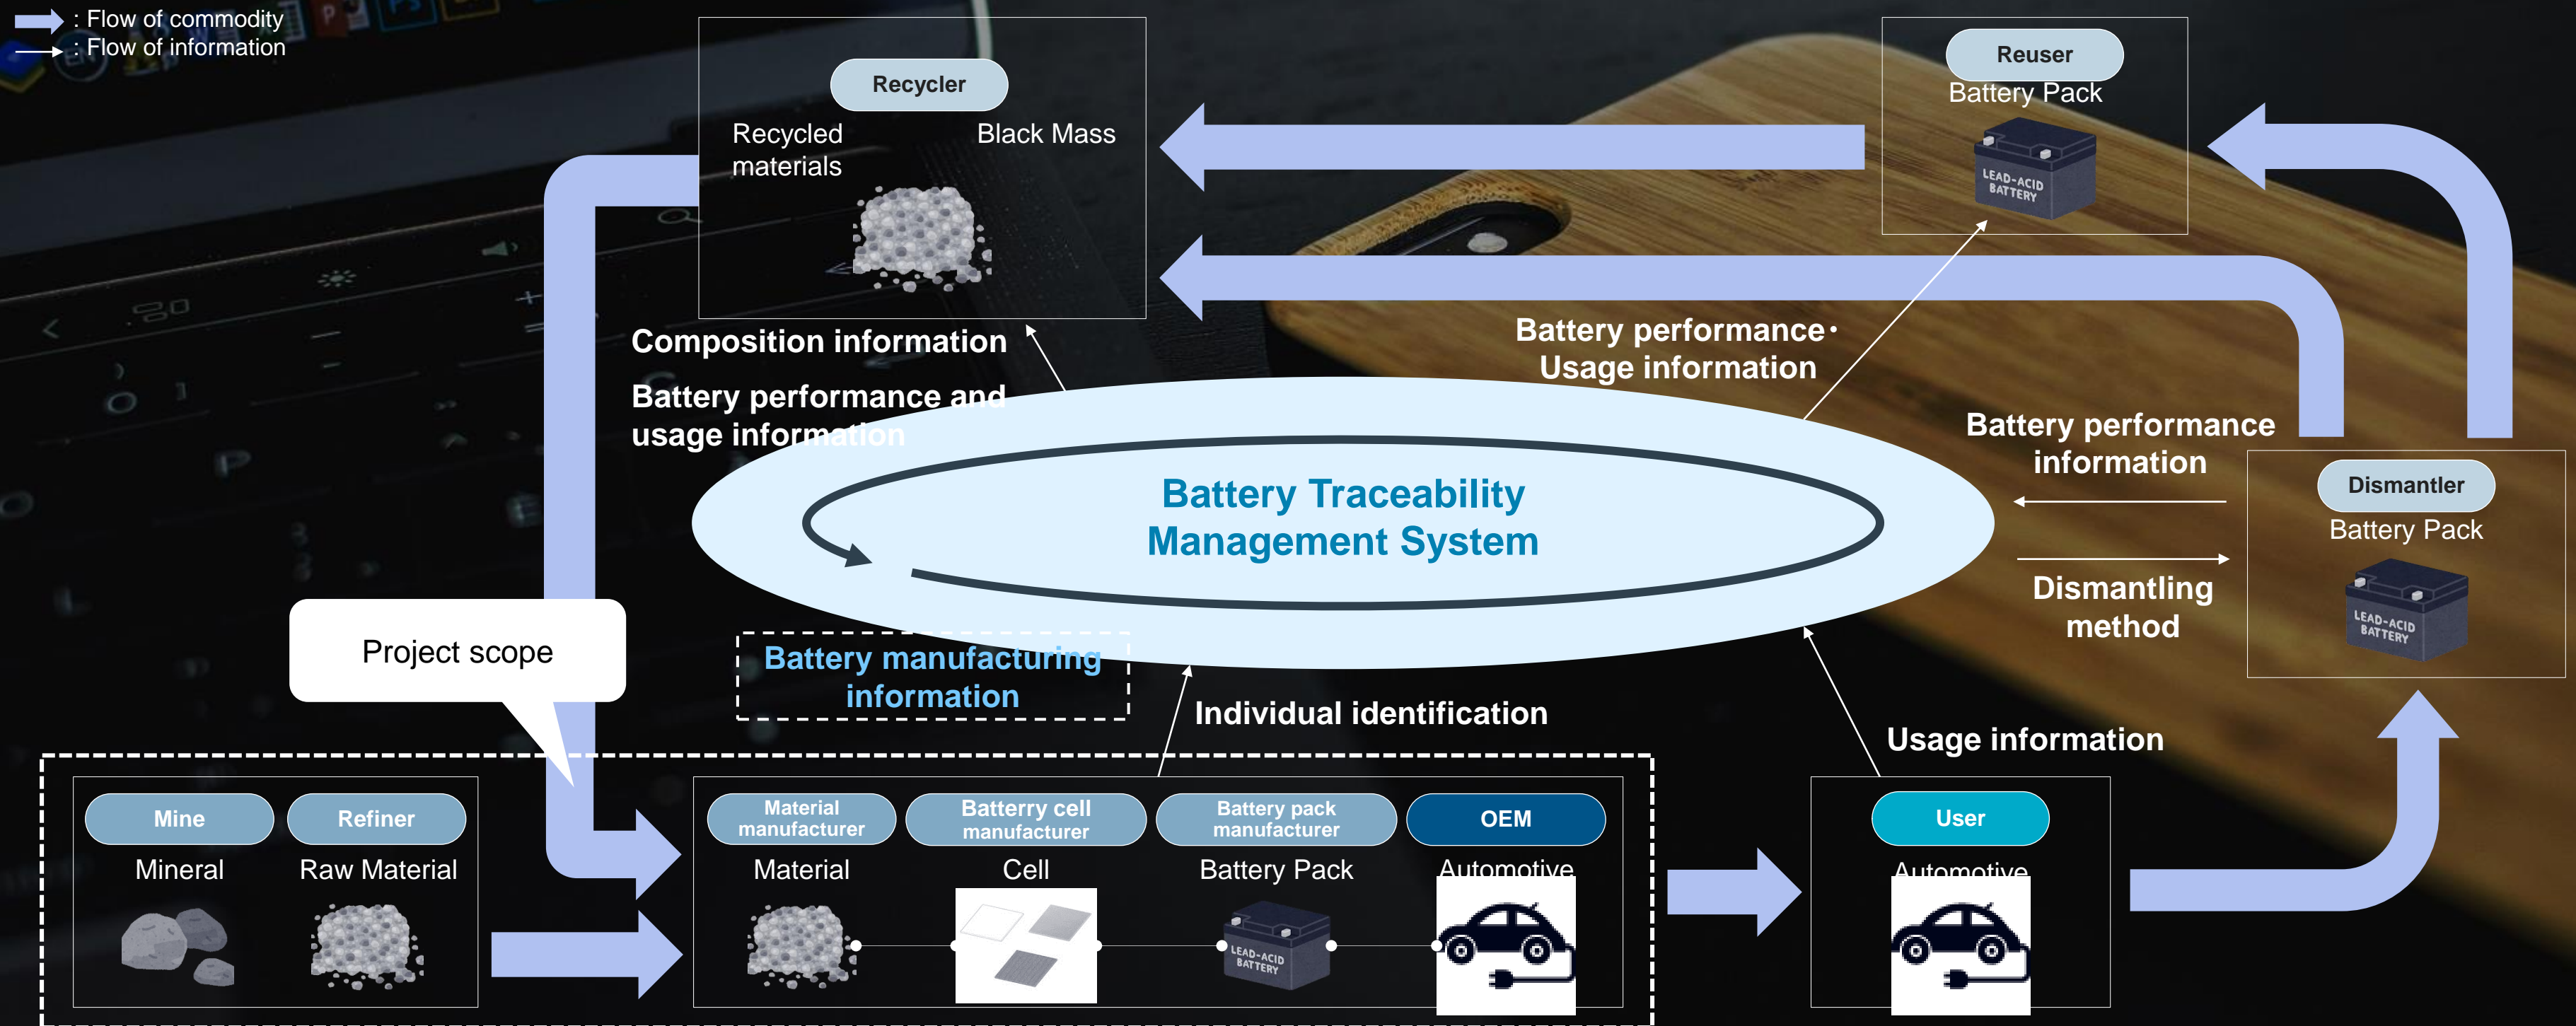 : Flow of commodity
: Flow of information
Recycler
Recycled
materials
Black Mass
Reuser
Battery Pack
LEAD-ACID
BATTERY
Composition information
Battery performance and
usage information
Battery performance・
Usage information
Battery performance
information
Dismantling
method
Dismantler
Battery Pack
LEAD-ACID
BATTERY
Battery Traceability
Management System
Project scope
Battery manufacturing
information
Individual identification
Usage information
Mine
Mineral
Refiner
Raw Material
Material
manufacturer
Material
Batterry cell
manufacturer
Cell
Battery pack
manufacturer
Battery Pack
LEAD-ACID
BATTERY
OEM
Automotive
User
Automotive